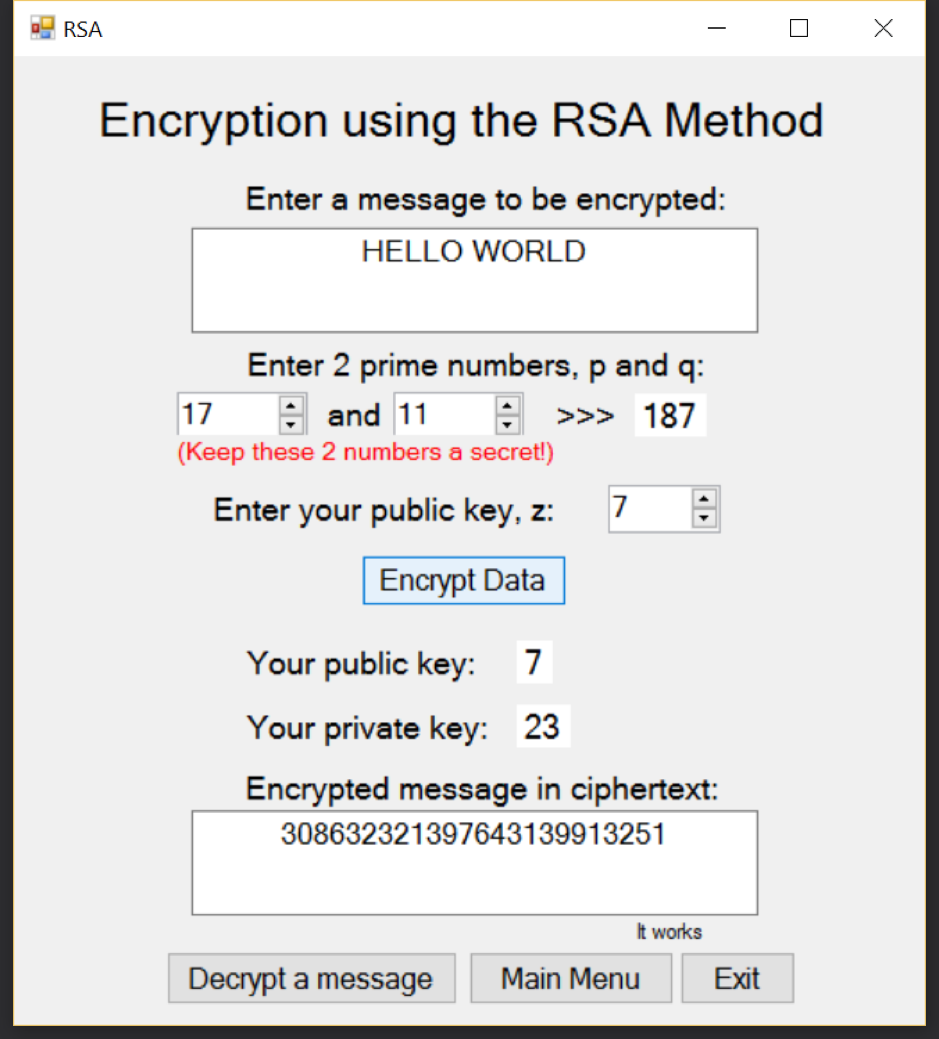 RSA
Encryption using the RSA Method
Enter a message to be encrypted:
HELLO WORLD
Enter 2 prime numbers, p and q:
17 and 11 >>> 187
(Keep these 2 numbers a secret!)
Enter your public key, z: 7
Encrypt Data
Your public key: 7
Your private key: 23
Encrypted message in ciphertext:
308632321397643139913251
It works
Decrypt a message Main Menu Exit